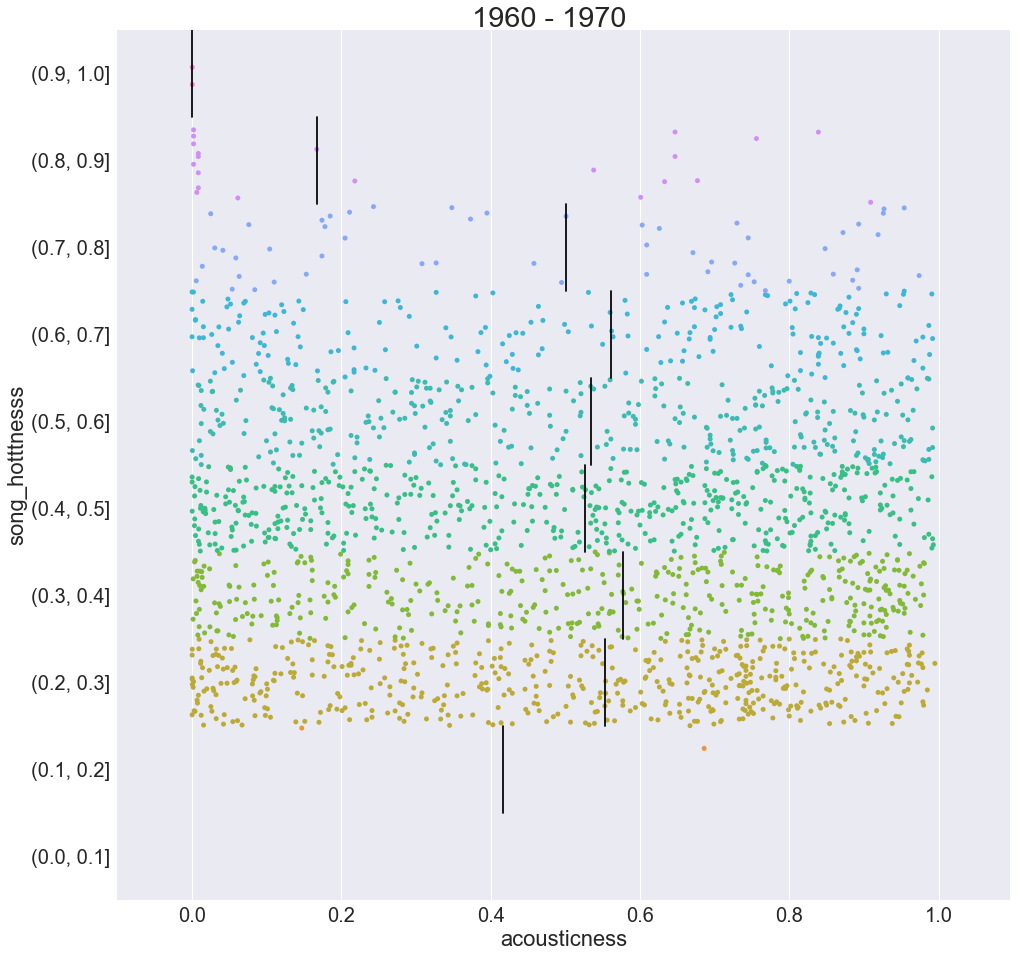 1960 - 1970
song_hotttnesss
(0.9, 1.0]
(0.8, 0.9]
(0.7, 0.8]
(0.6, 0.7]
(0.5, 0.6]
(0.4, 0.5]
(0.3, 0.4]
(0.2, 0.3]
(0.1, 0.2]
(0.0, 0.1]
0.0 0.2 0.4 0.6 0.8 1.0
acousticness